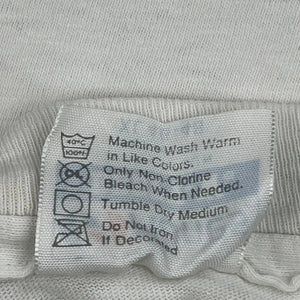 40°C
100°F
Machine Wash Warm
in Like Colors.
CL
Only Non-Clorine
Bleach When Needed.
Tumble Dry Medium
Do Not Iron
If Decorated